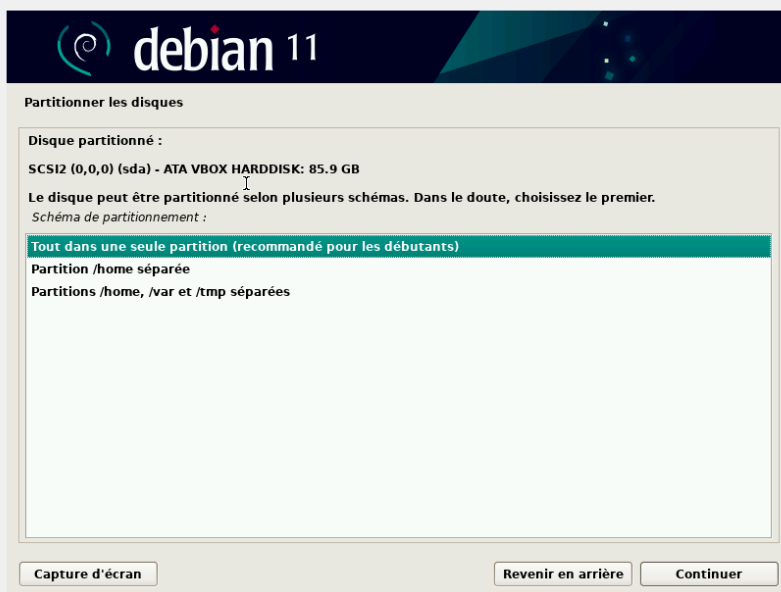 debian 11
Partitionner les disques
Disque partitionné :
SCSI2 (0,0,0) (sda) - ATA VBOX HARDDISK: 85.9 GB
Le disque peut être partitionné selon plusieurs schémas. Dans le doute, choisissez le premier.
Schéma de partitionnement :
Tout dans une seule partition (recommandé pour les débutants)
Partition /home séparée
Partitions /home, /var et /tmp séparées
Capture d'écran Revenir en arrière Continuer